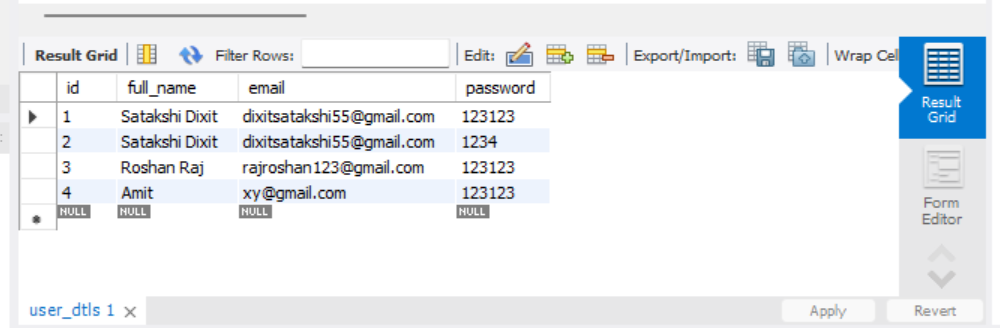 Result Grid Filter Rows: Edit: Export/Import: Wrap Cel
id full_name email password
1 Satakshi Dixit dixitsatakshi55@gmail.com 123123
2 Satakshi Dixit dixitsatakshi55@gmail.com 1234
3 Roshan Raj rajroshan123@gmail.com 123123
4 Amit xy@gmail.com 123123
NULL NULL NULL NULL
Result
Grid
Form
Editor
user_dtls 1 Apply Revert